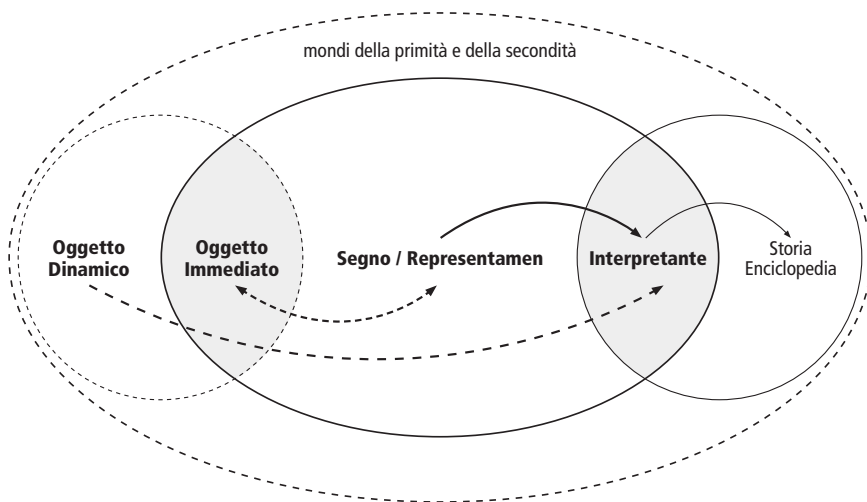 mondi della primità e della secondità
Oggetto
Dinamico
Oggetto
Immediato
Segno / Representamen
Interpretante
Storia
Enciclopedia